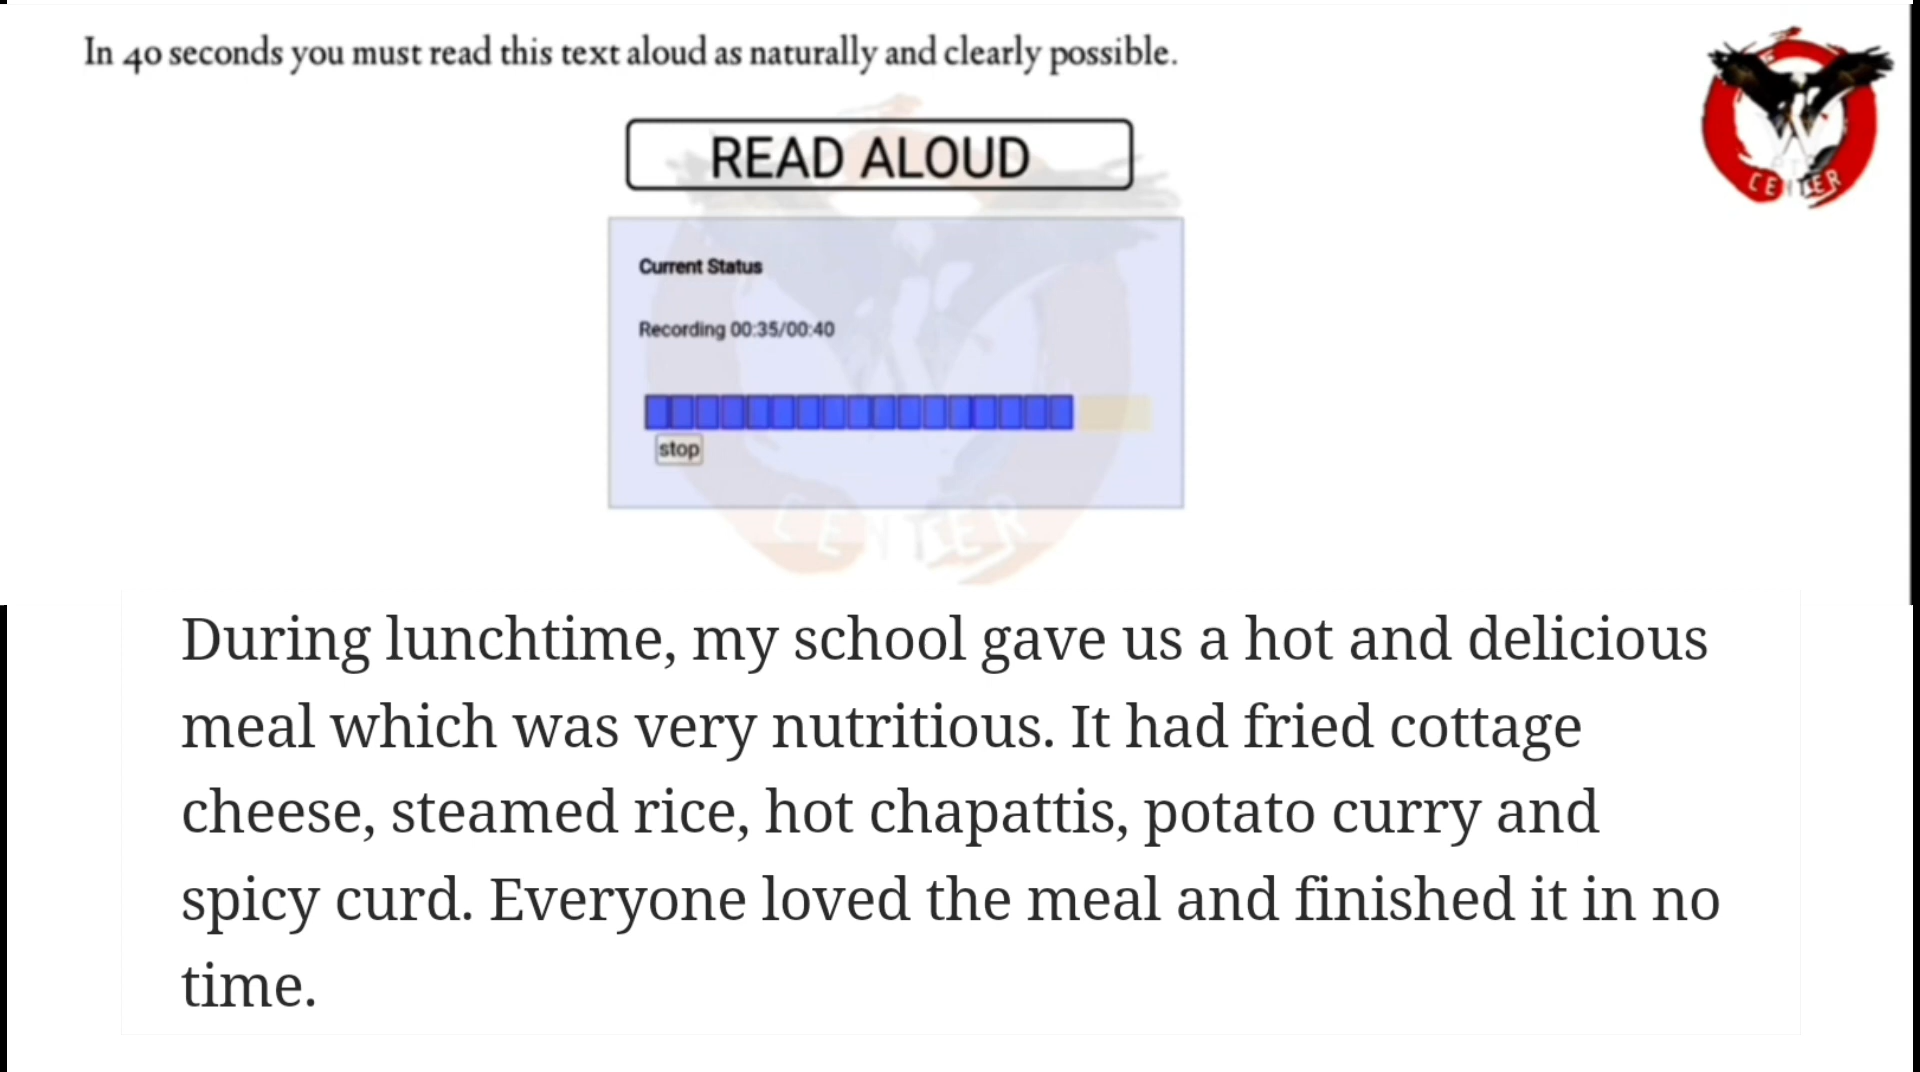 In 40 seconds you must read this text aloud as naturally and clearly possible.
READ ALOUD
Current Status
Recording 00:35/00:40
stop
CENTER
CENTER
During lunchtime, my school gave us a hot and delicious
meal which was very nutritious. It had fried cottage
cheese, steamed rice, hot chapattis, potato curry and
spicy curd. Everyone loved the meal and finished it in no
time.